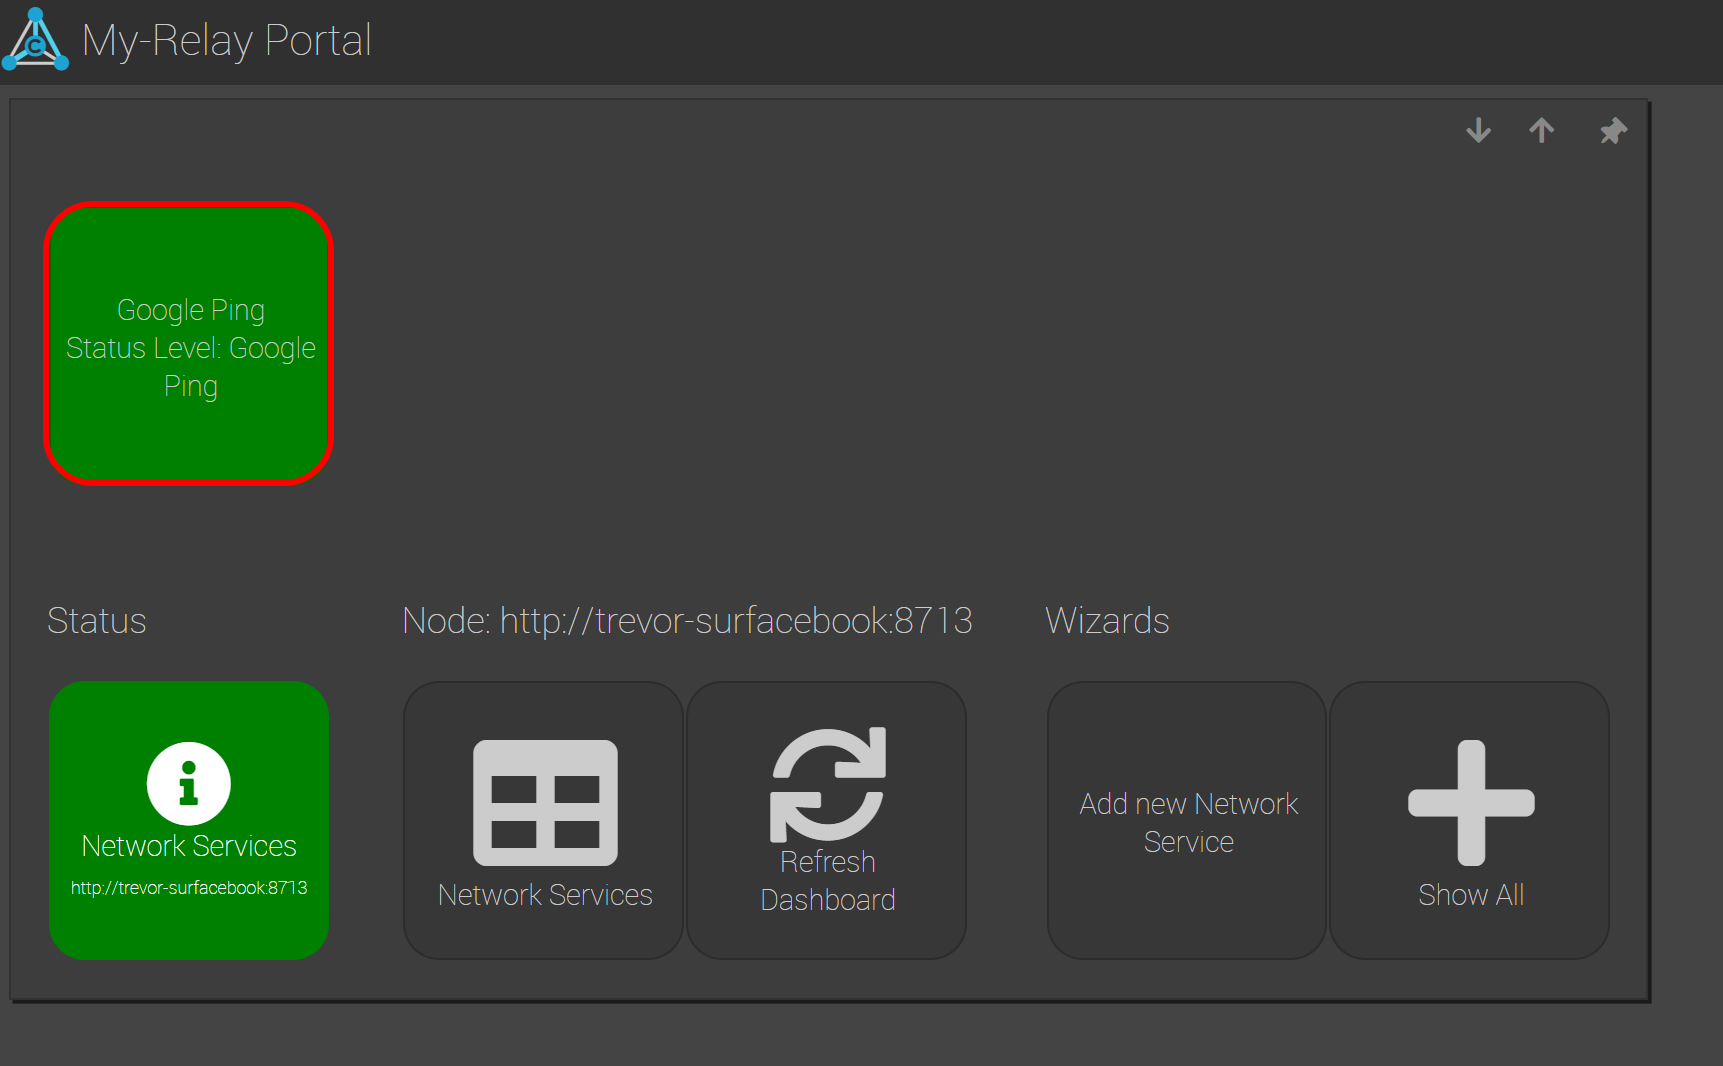 My-Relay Portal
Google Ping
Status Level: Google
Ping
Status
Node: http://trevor-surfacebook:8713
Wizards
Network Services
http://trevor-surfacebook:8713
Network Services
Refresh
Dashboard
Add new Network
Service
Show All